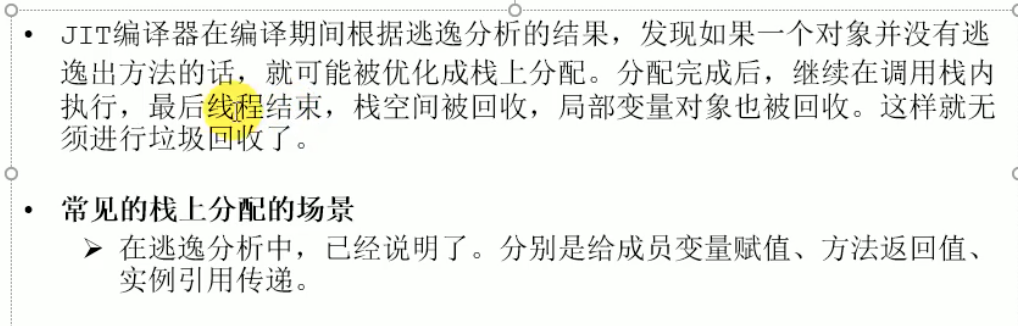 • JIT编译器在编译期间根据逃逸分析的结果，发现如果一个对象并没有逃
逸出方法的话，就可能被优化成栈上分配。分配完成后，继续在调用栈内
执行，最后线程结束，栈空间被回收，局部变量对象也被回收。这样就无
须进行垃圾回收了。
• 常见的栈上分配的场景
➢ 在逃逸分析中，已经说明了。分别是给成员变量赋值、方法返回值、
实例引用传递。